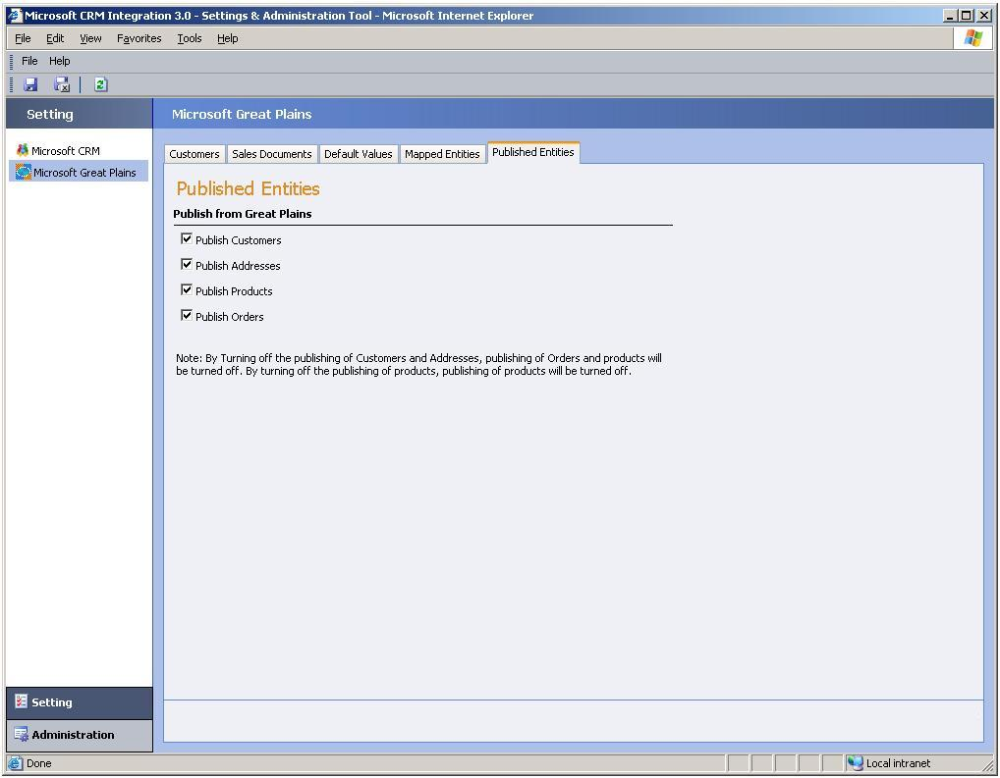 Microsoft CRM Integration 3.0 - Settings & Administration Tool - Microsoft Internet Explorer
File Edit View Favorites Tools Help
File Help
Setting
Microsoft Great Plains
Microsoft CRM
Microsoft Great Plains
Customers Sales Documents Default Values Mapped Entities Published Entities
Published Entities
Publish from Great Plains
Publish Customers
Publish Addresses
Publish Products
Publish Orders
Note: By Turning off the publishing of Customers and Addresses, publishing of Orders and products will
be turned off. By turning off the publishing of products, publishing of products will be turned off.
Setting
Administration
Done Local intranet